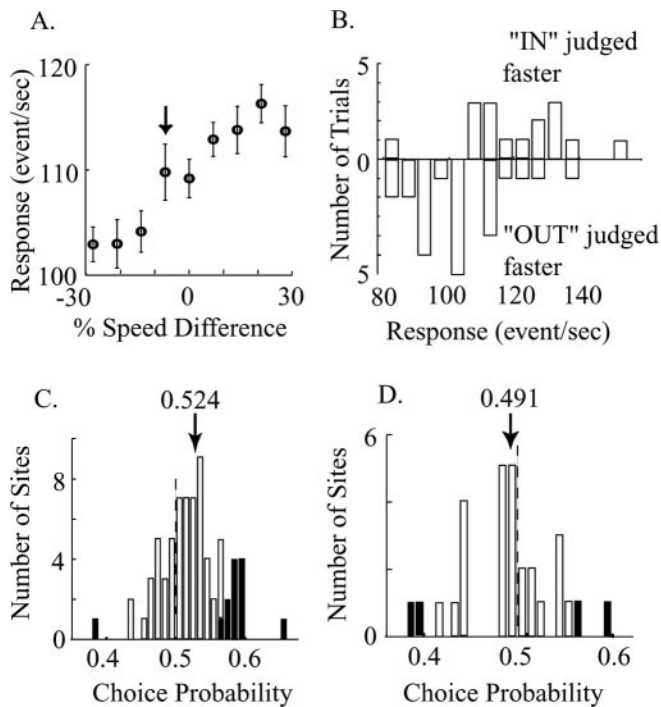 A.
120
110
100
Response (event/sec)
-30 0 30
% Speed Difference
B.
"IN" judged
faster
5
0
5
Number of Trials
"OUT" judged
faster
80 100 120 140
Response (event/sec)
C.
0.524
8
4
0
Number of Sites
0.4 0.5 0.6
Choice Probability
D.
0.491
6
3
0
Number of Sites
0.4 0.5 0.6
Choice Probability